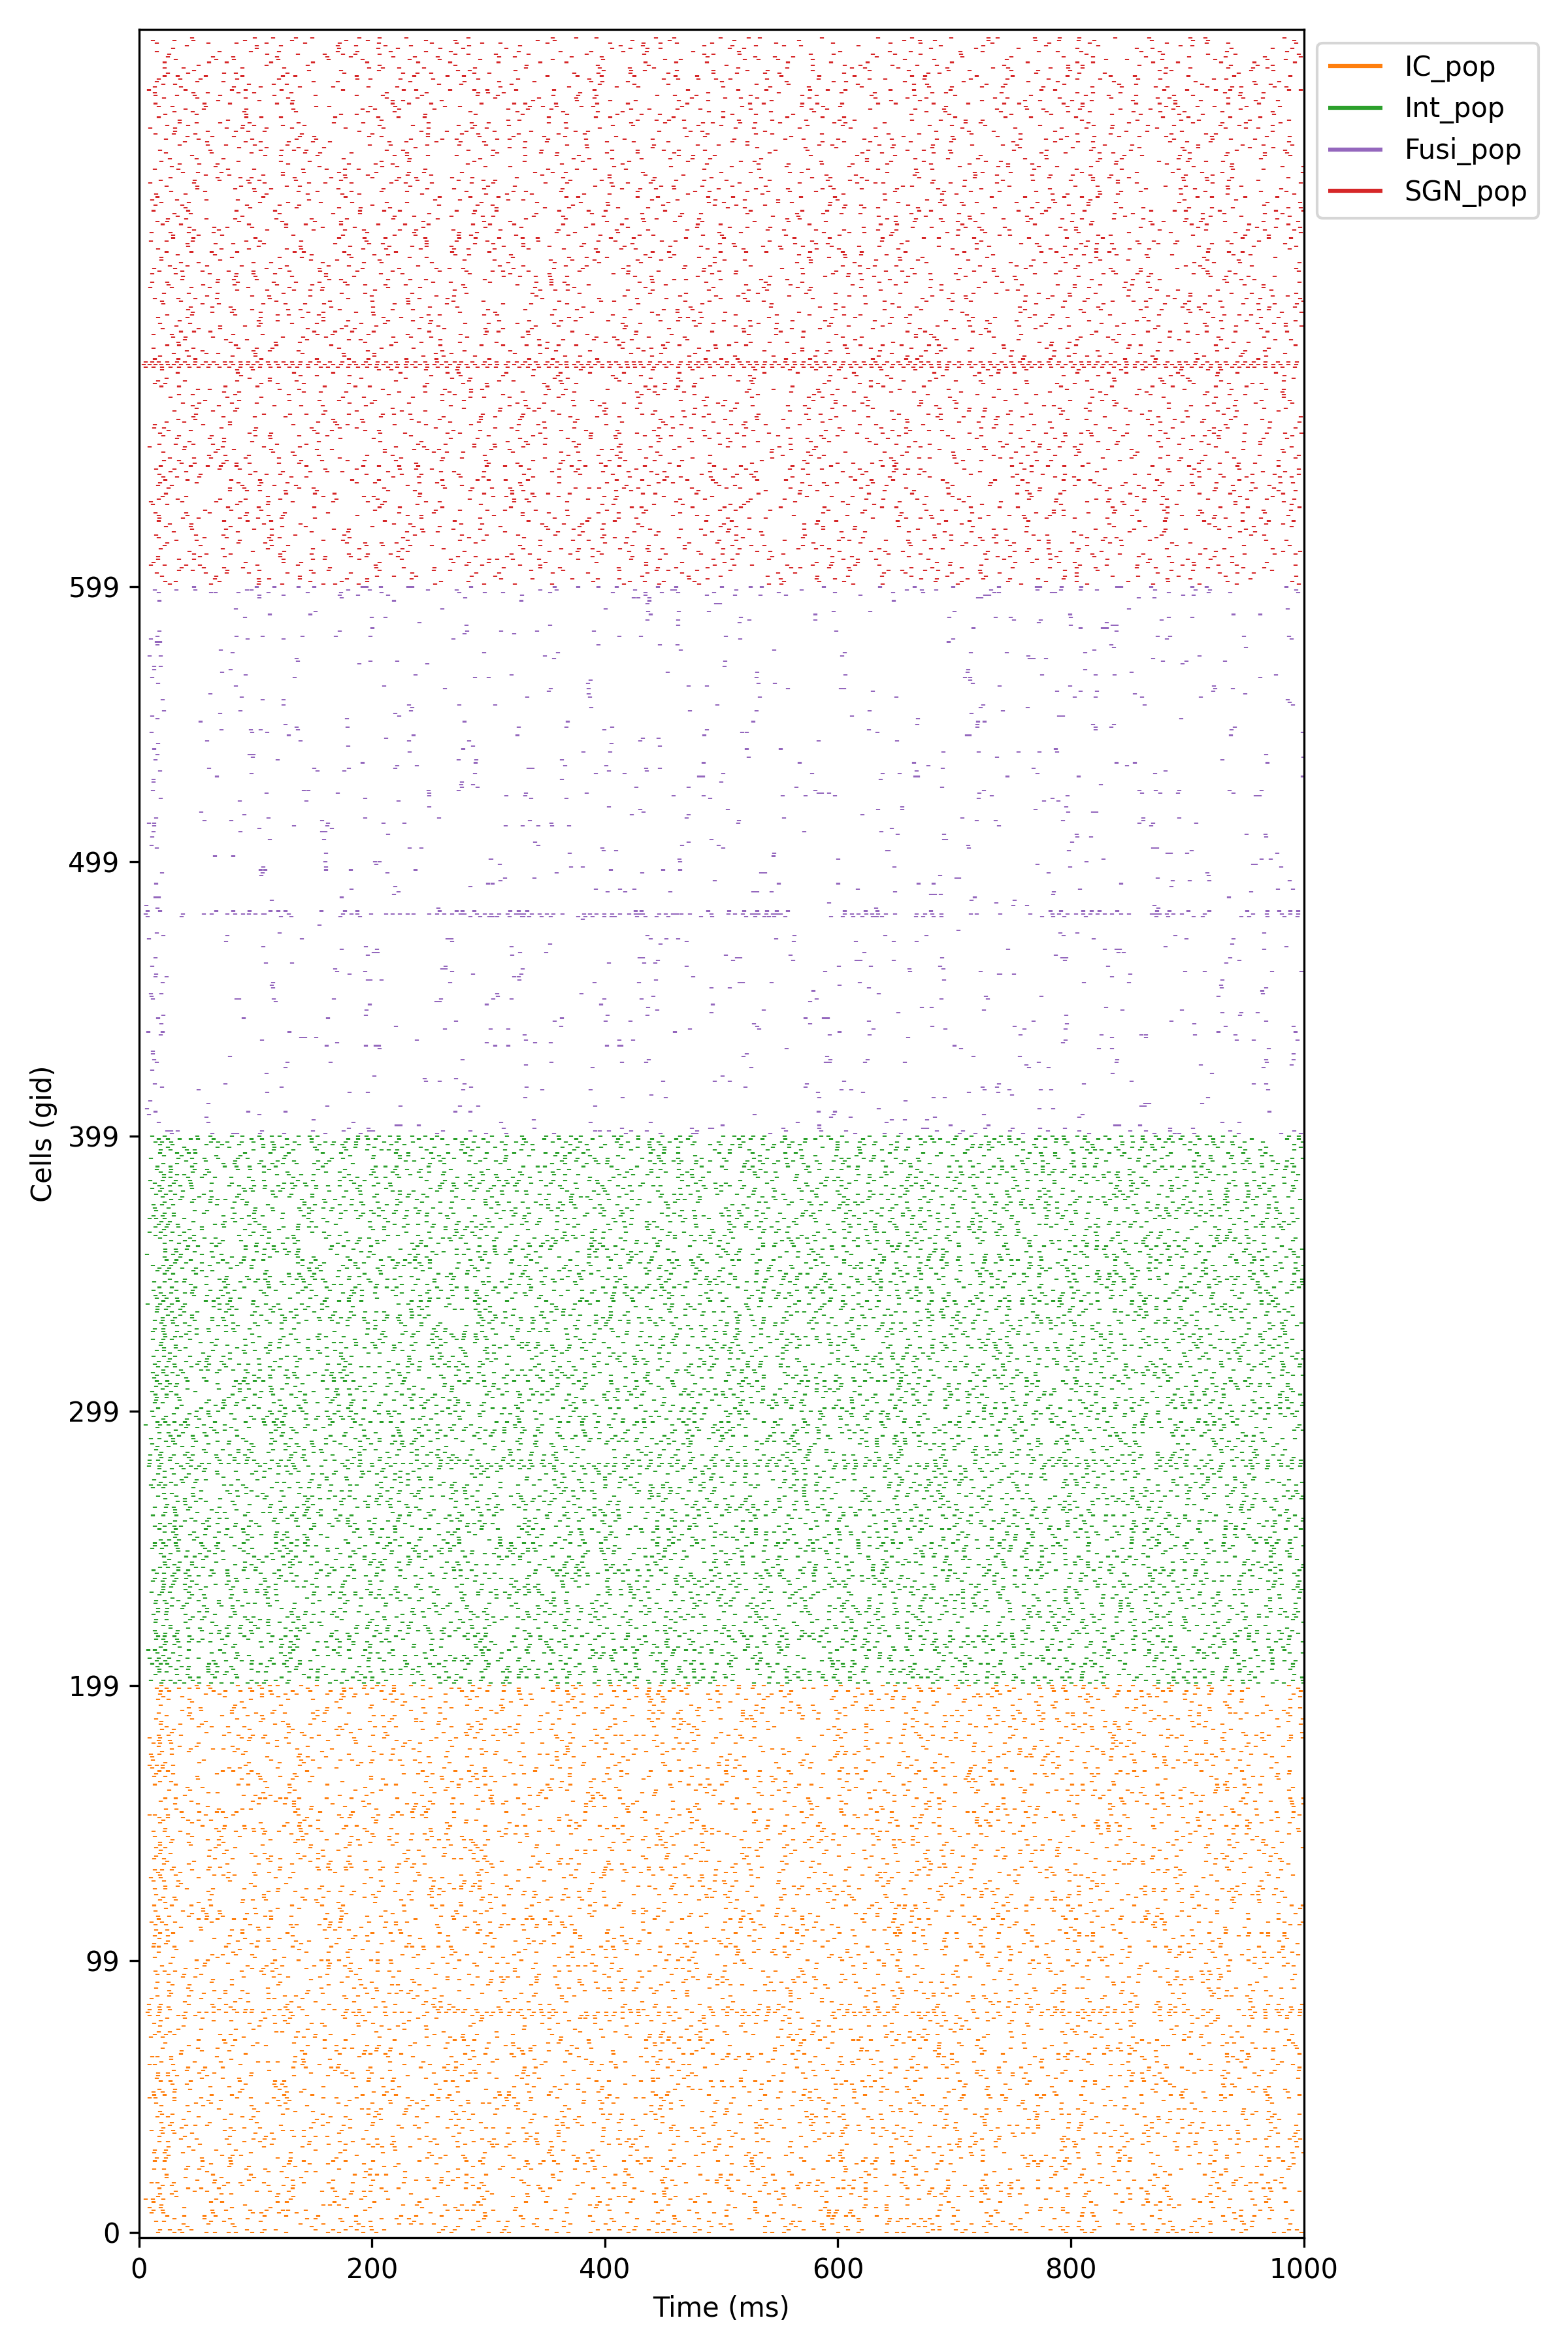 IC_pop
Int_pop
Fusi_pop
SGN_pop
599
499
399
299
199
99
0
Cells (gid)
0 200 400 600 800 1000
Time (ms)